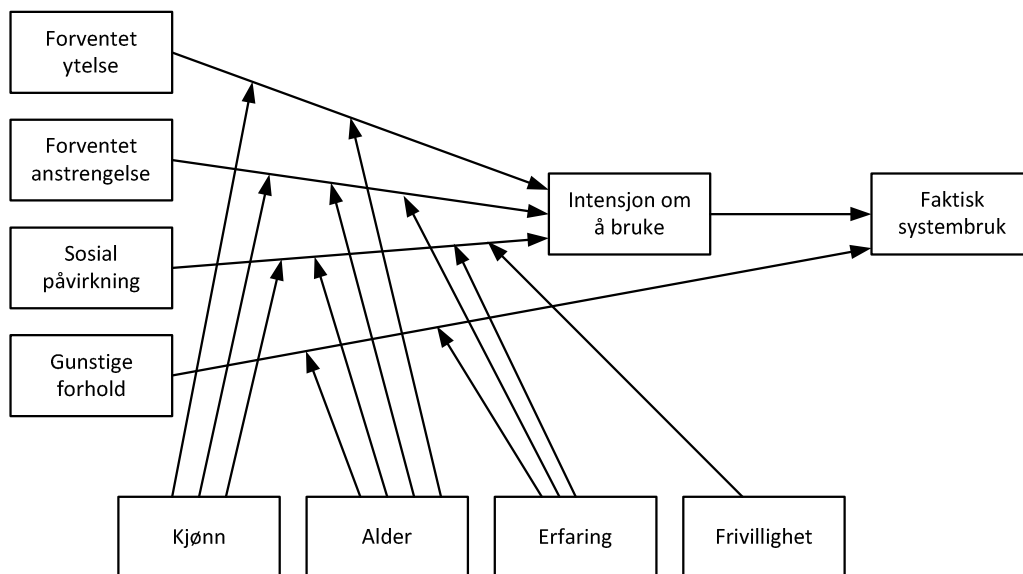 Forventet
ytelse
Forventet
anstrengelse
Sosial
påvirkning
Gunstige
forhold
Intensjon om
å bruke
Faktisk
systembruk
Kjønn
Alder
Erfaring
Frivillighet